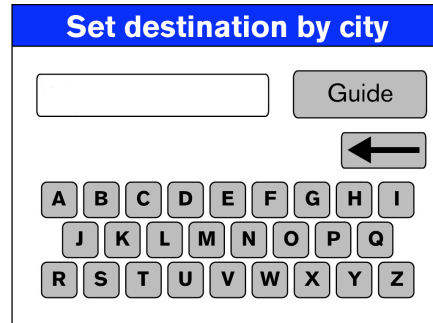 Set destination by city
Guide
A B C D E F G H I
J K L M N O P Q
R S T U V W X Y Z